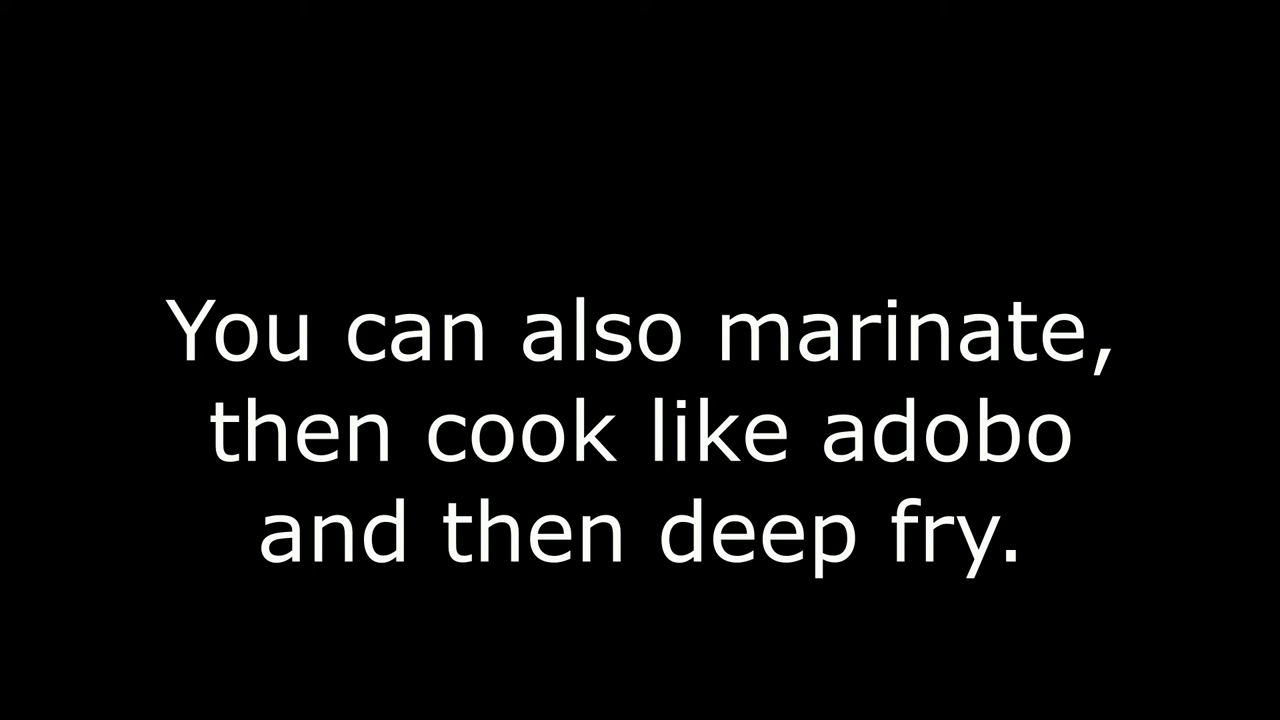 You can also marinate,
then cook like adobo
and then deep fry.